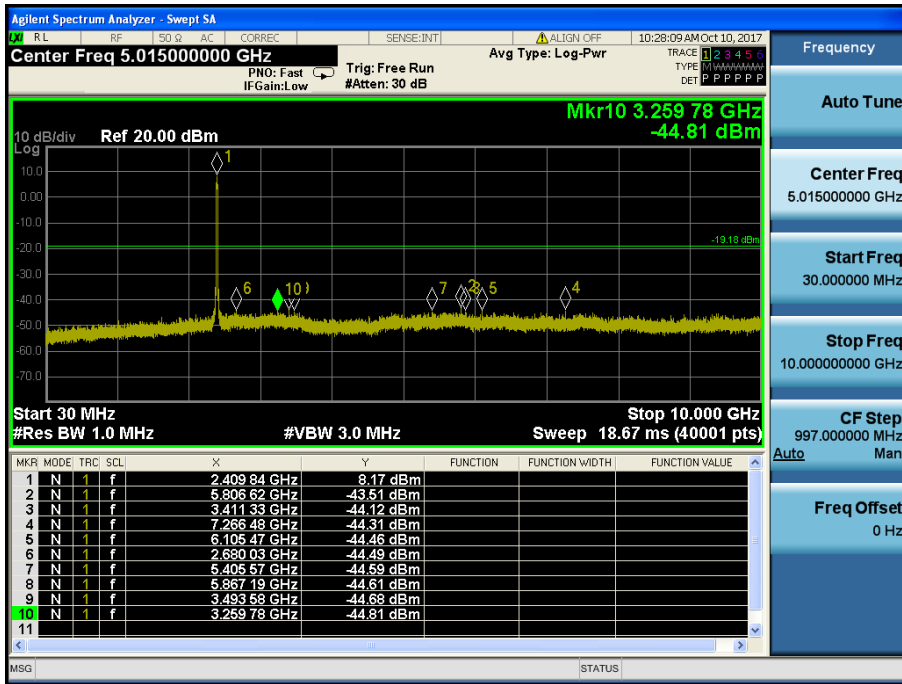 Agilent Spectrum Analyzer - Swept SA
LXI RL RF 50 Ω AC CORREC SENSE:INT ALIGN OFF 10:28:09 AM Oct 10, 2017
Center Freq 5.015000000 GHz
PNO: Fast
IFGain:Low
Trig: Free Run
#Atten: 30 dB
Avg Type: Log-Pwr
TRACE 1 2 3 4 5 6
TYPE MWWWWW
DET P P P P P P
Mkr10 3.259 78 GHz
-44.81 dBm
10 dB/div Ref 20.00 dBm
Log
10.0
0.00
-10.0
-20.0
-30.0
-40.0
-50.0
-60.0
-70.0
-19.18 dBm
1
6
10
7
2
5
4
Start 30 MHz Stop 10.000 GHz
#Res BW 1.0 MHz #VBW 3.0 MHz Sweep 18.67 ms (40001 pts)
MKR MODE TRC SCL X Y FUNCTION FUNCTION WIDTH FUNCTION VALUE
1 N 1 f 2.409 84 GHz 8.17 dBm
2 N 1 f 5.806 62 GHz -43.51 dBm
3 N 1 f 3.411 33 GHz -44.12 dBm
4 N 1 f 7.266 48 GHz -44.31 dBm
5 N 1 f 6.105 47 GHz -44.46 dBm
6 N 1 f 2.680 03 GHz -44.49 dBm
7 N 1 f 5.405 57 GHz -44.59 dBm
8 N 1 f 5.867 19 GHz -44.61 dBm
9 N 1 f 3.493 58 GHz -44.68 dBm
10 N 1 f 3.259 78 GHz -44.81 dBm
11
MSG STATUS
Frequency
Auto Tune
Center Freq
5.015000000 GHz
Start Freq
30.000000 MHz
Stop Freq
10.000000000 GHz
CF Step
997.000000 MHz
Auto Man
Freq Offset
0 Hz